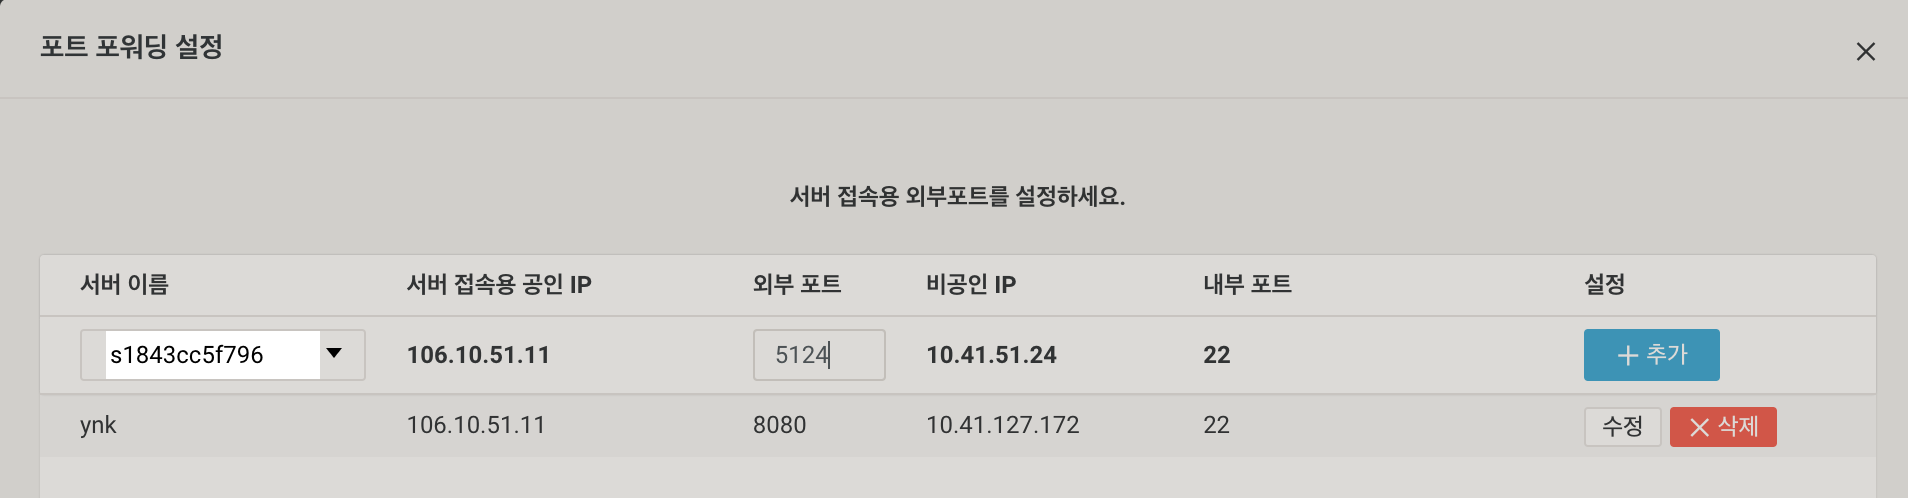 포트 포워딩 설정
서버 접속용 외부포트를 설정하세요.
서버 이름 서버 접속용 공인 IP 외부 포트 비공인 IP 내부 포트 설정
s1843cc5f796 106.10.51.11 5124 10.41.51.24 22 + 추가
ynk 106.10.51.11 8080 10.41.127.172 22 수정 × 삭제